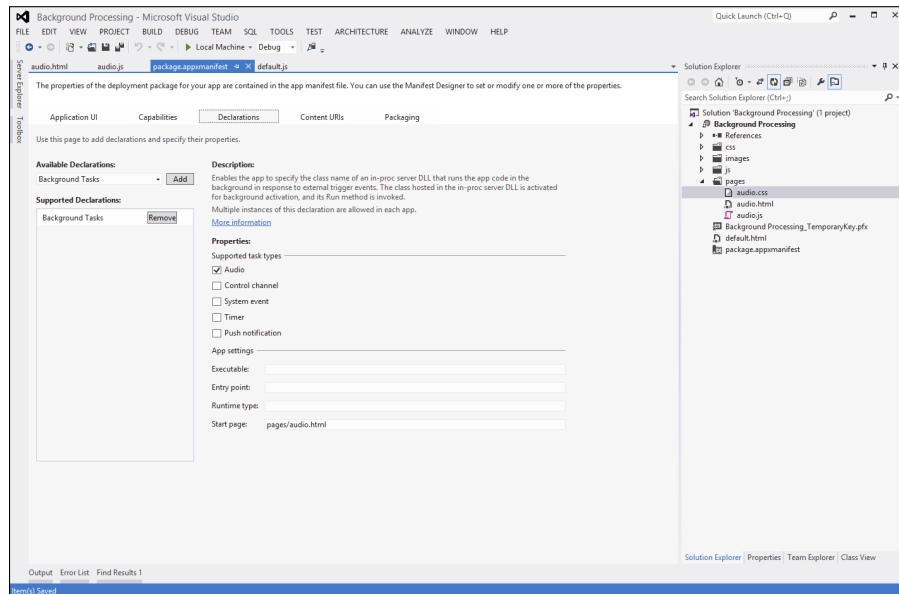 Background Processing - Microsoft Visual Studio
Quick Launch (Ctrl+Q)
FILE EDIT VIEW PROJECT BUILD DEBUG TEAM SQL TOOLS TEST ARCHITECTURE ANALYZE WINDOW HELP
Local Machine Debug
Server Explorer
Toolbox
audio.html audio.js package.appxmanifest default.js
The properties of the deployment package for your app are contained in the app manifest file. You can use the Manifest Designer to set or modify one or more of the properties.
Application UI Capabilities Declarations Content URIs Packaging
Use this page to add declarations and specify their properties.
Available Declarations:
Background Tasks Add
Supported Declarations:
Background Tasks Remove
Description:
Enables the app to specify the class name of an in-proc server DLL that runs the app code in the
background in response to external trigger events. The class hosted in the in-proc server DLL is activated
for background activation, and its Run method is invoked.
Multiple instances of this declaration are allowed in each app.
More information
Properties:
Supported task types
Audio
Control channel
System event
Timer
Push notification
App settings
Executable:
Entry point:
Runtime type:
Start page: pages/audio.html
Solution Explorer
Search Solution Explorer (Ctrl+;)
Solution 'Background Processing' (1 project)
Background Processing
References
css
images
js
pages
audio.css
audio.html
audio.js
Background Processing_TemporaryKey.pfx
default.html
package.appxmanifest
Solution Explorer Properties Team Explorer Class View
Output Error List Find Results 1
Item(s) Saved